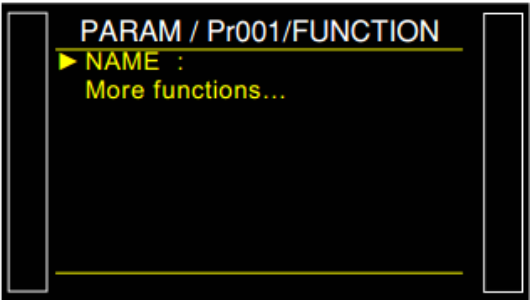 PARAM / Pr001/FUNCTION
►NAME :
More functions...